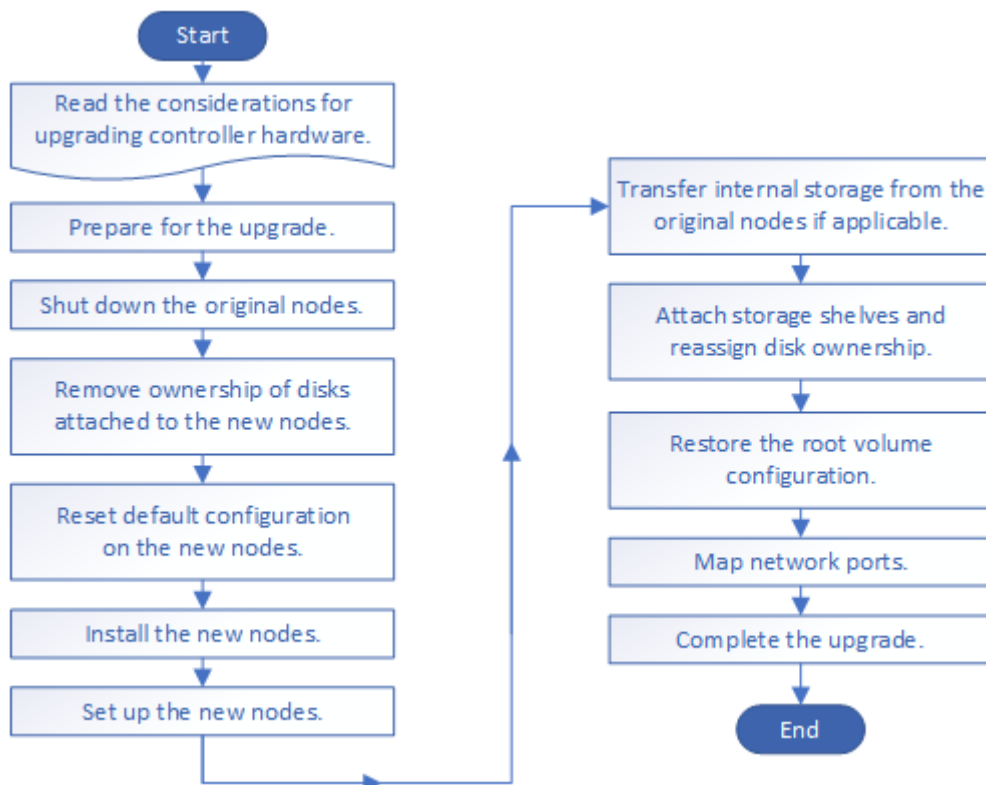 Start
Read the considerations for
upgrading controller hardware.
Prepare for the upgrade.
Shut down the original nodes.
Remove ownership of disks
attached to the new nodes.
Reset default configuration
on the new nodes.
Install the new nodes.
Set up the new nodes.
Transfer internal storage from the
original nodes if applicable.
Attach storage shelves and
reassign disk ownership.
Restore the root volume
configuration.
Map network ports.
Complete the upgrade.
End